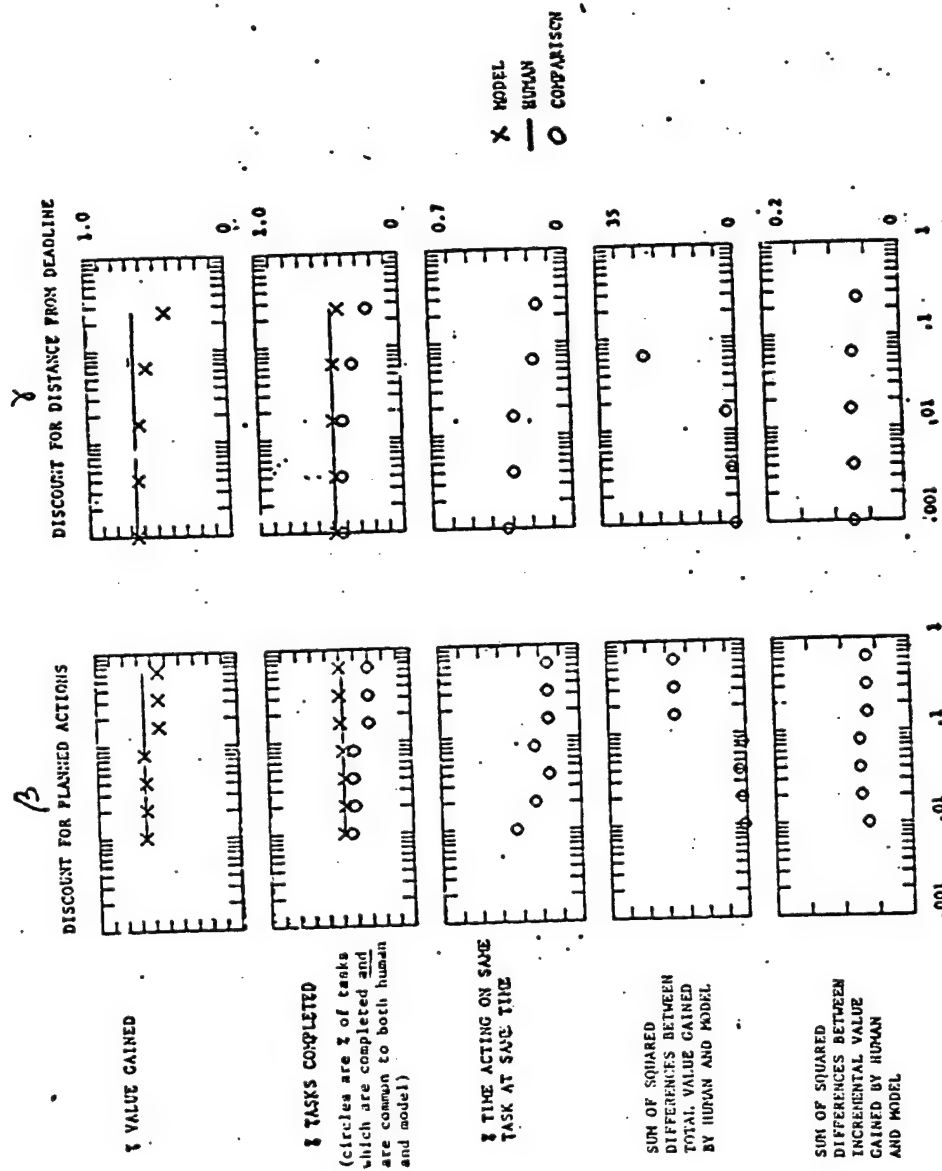 β
DISCOUNT FOR PLANNED ACTIONS
γ
DISCOUNT FOR DISTANCE FROM DEADLINE
% VALUE GAINED
1.0
0
% TASKS COMPLETED
(circles are % of tasks
which are completed and
are common to both human
and model)
1.0
0
X MODEL
— HUMAN
O COMPARISON
% TIME ACTING ON SAME
TASK AT SAME TIME
0.7
0
SUM OF SQUARED
DIFFERENCES BETWEEN
TOTAL VALUE GAINED
BY HUMAN AND MODEL
35
0
SUM OF SQUARED
DIFFERENCES BETWEEN
INCREMENTAL VALUE
GAINED BY HUMAN
AND MODEL
0.2
0
.001 .01 .1 1
.001 .01 .1 1